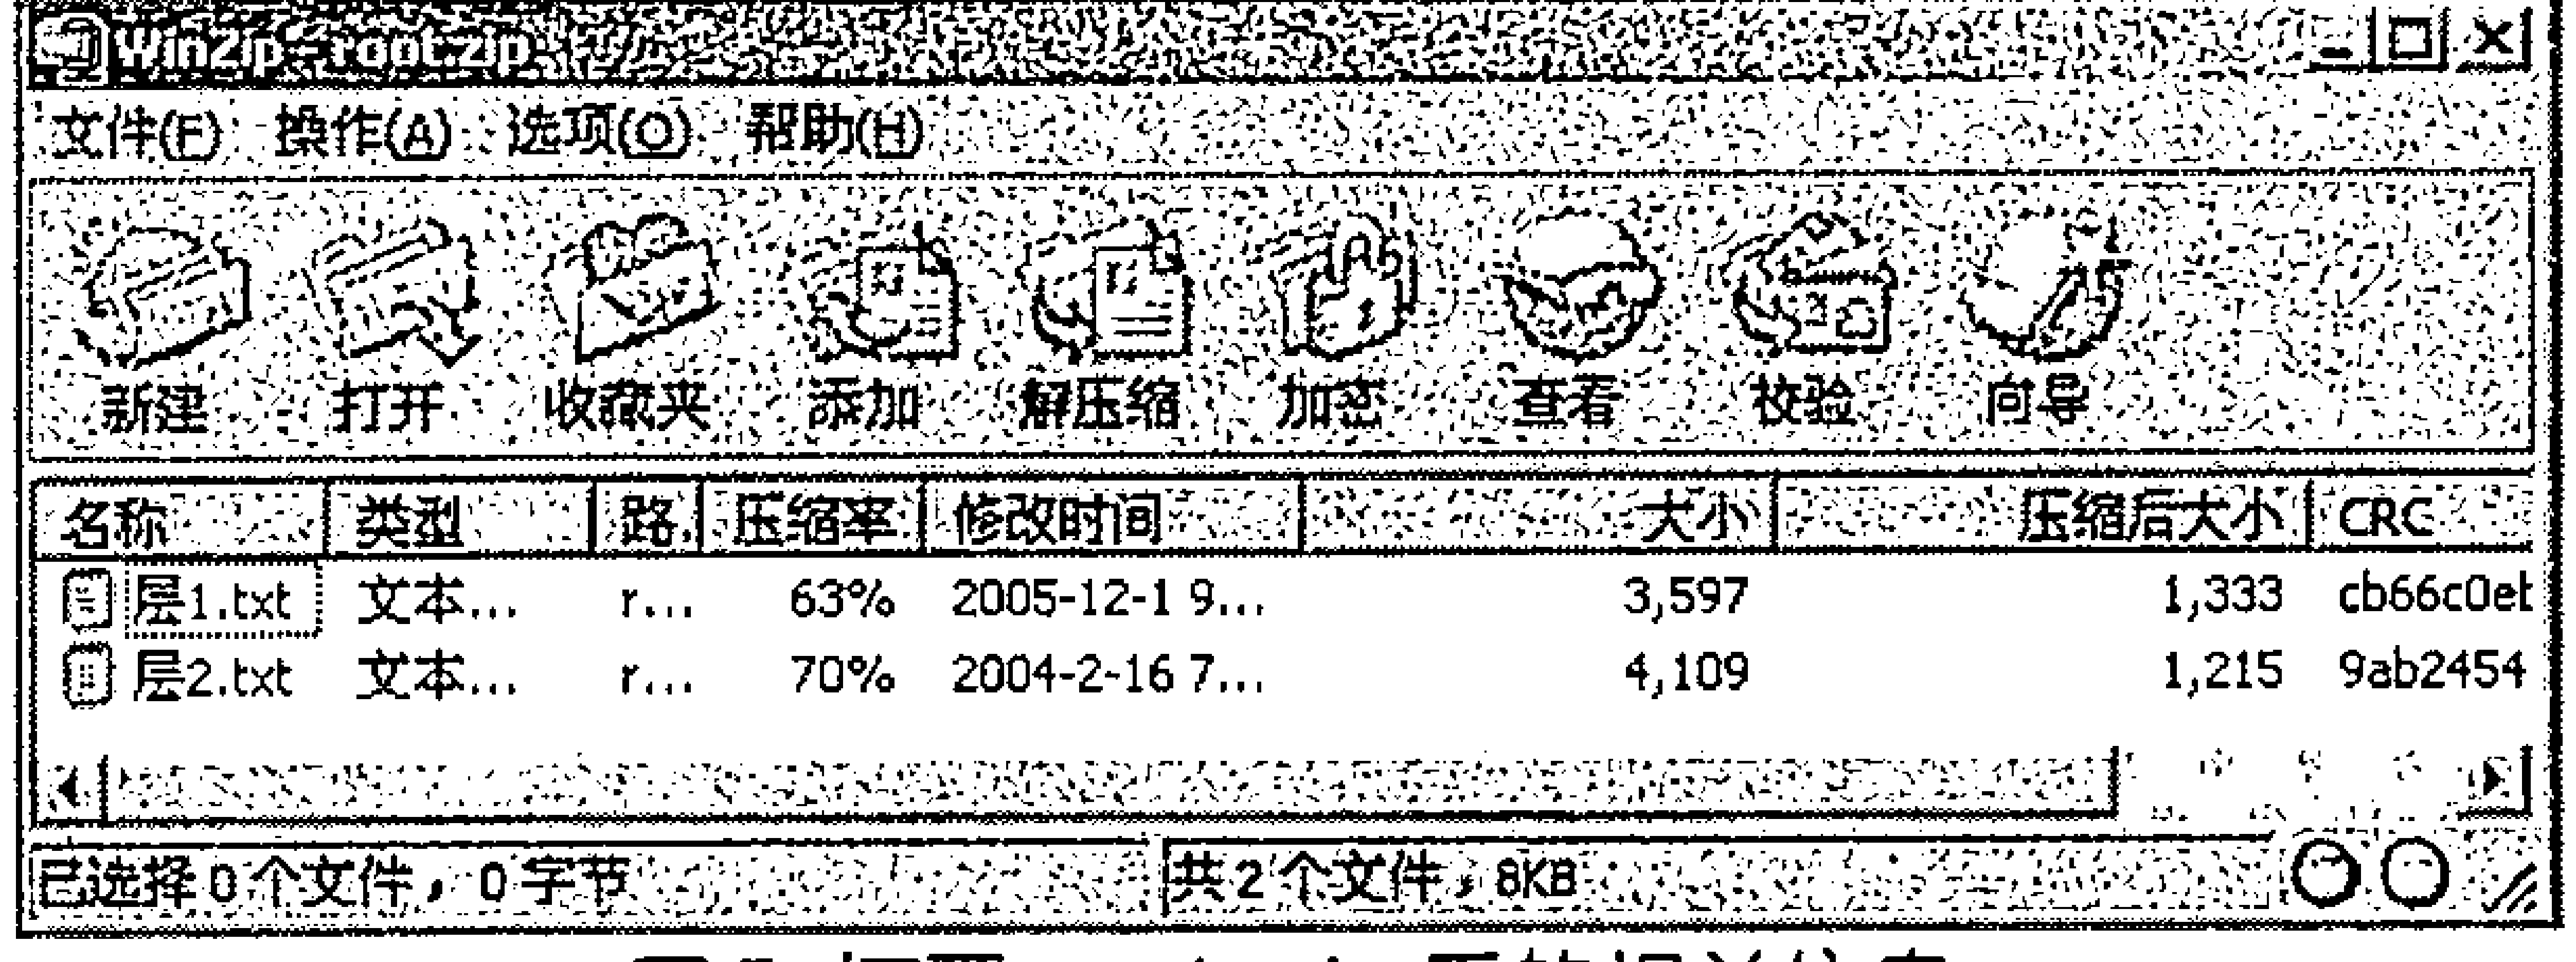 WinZip - root.zip
文件(F) 操作(A) 选项(O) 帮助(H)
新建 打开 收藏夹 添加 解压缩 加密 查看 校验 向导
名称 类型 路. 压缩率 修改时间 大小 压缩后大小 CRC
层1.txt 文本... r... 63% 2005-12-1 9... 3,597 1,333 cb66c0et
层2.txt 文本... r... 70% 2004-2-16 7... 4,109 1,215 9ab2454
已选择 0 个文件, 0 字节 共 2 个文件, 8KB